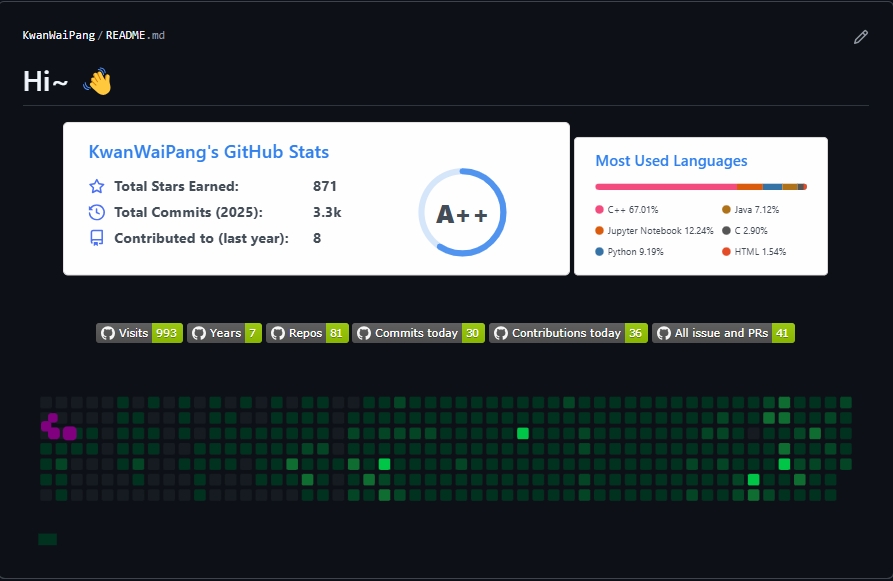 KwanWaiPang/README.md
Hi~ 👋
KwanWaiPang's GitHub Stats
Total Stars Earned: 871
Total Commits (2025): 3.3k
Contributed to (last year): 8
A++
Most Used Languages
C++ 67.01% Java 7.12%
Jupyter Notebook 12.24% C 2.90%
Python 9.19% HTML 1.54%
Visits 993 Years 7 Repos 81 Commits today 30 Contributions today 36 All issue and PRs 41